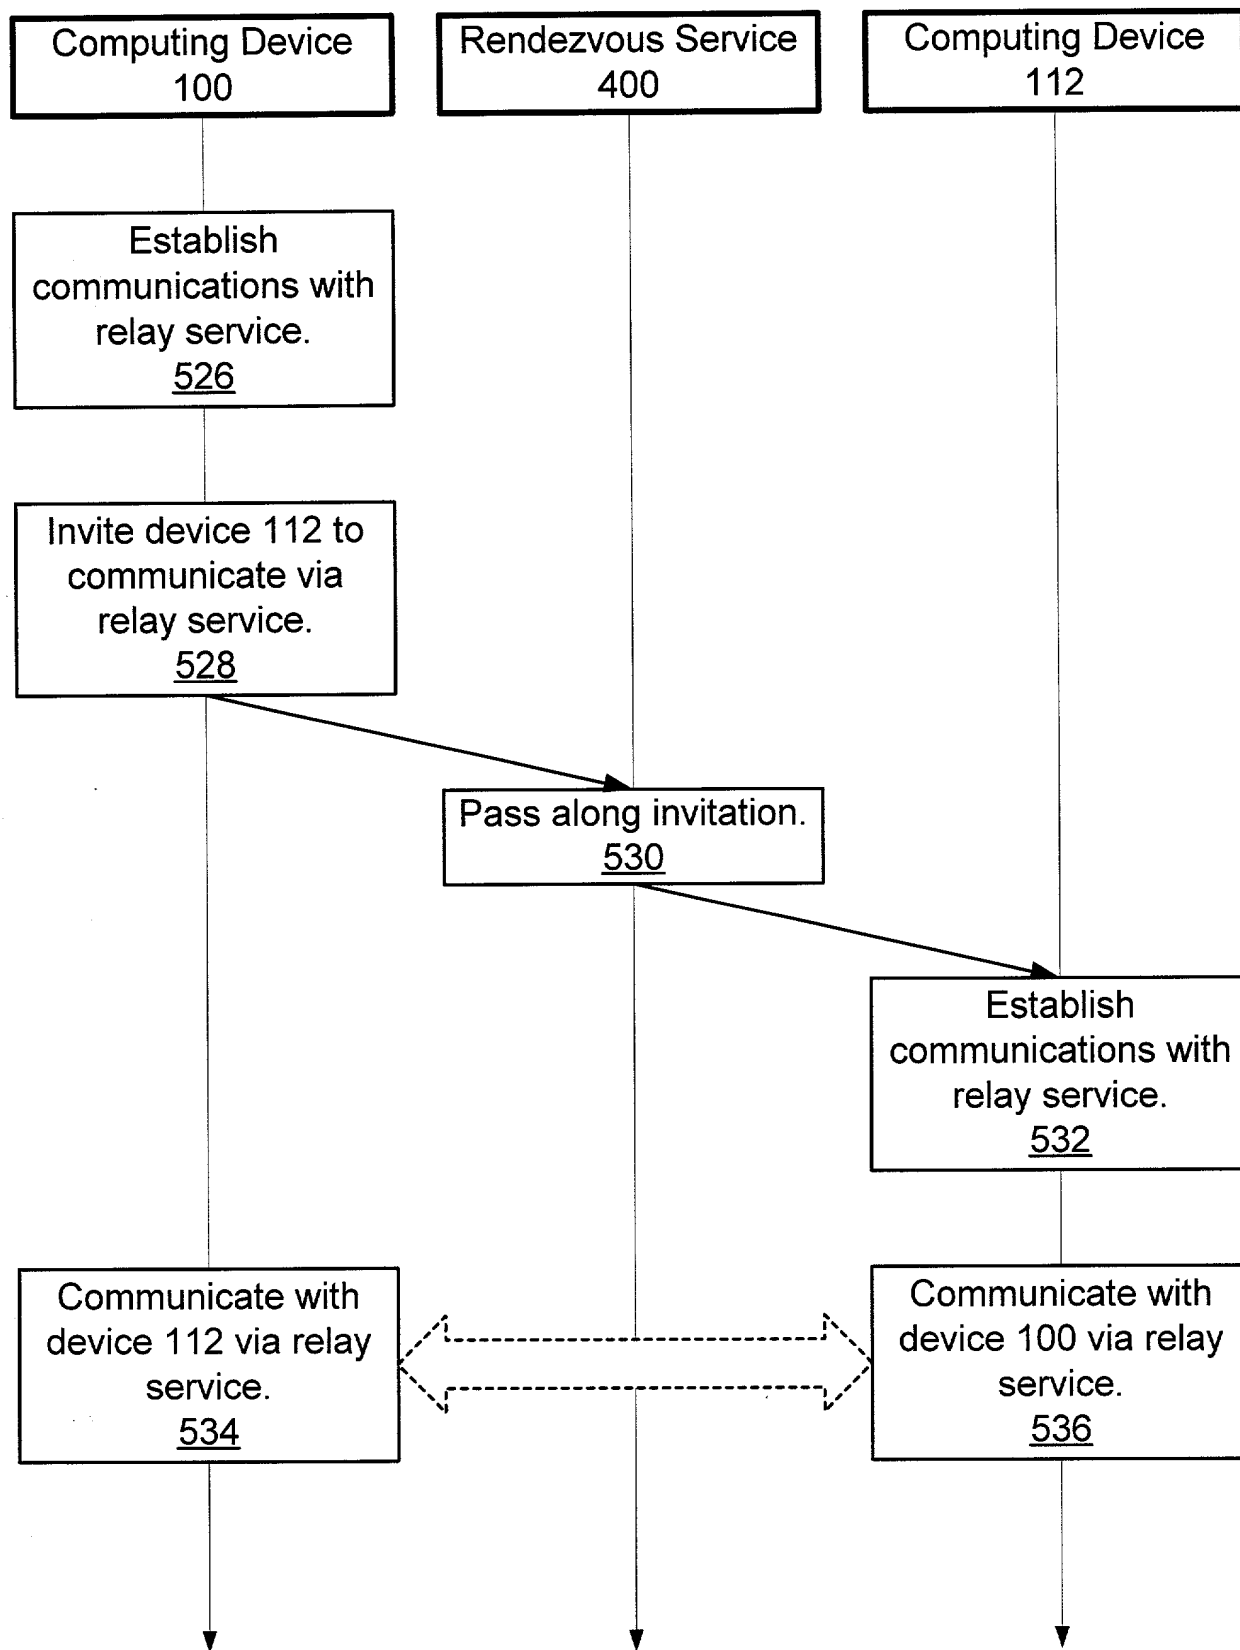 Computing Device
100
Rendezvous Service
400
Computing Device
112
Establish
communications with
relay service.
526
Invite device 112 to
communicate via
relay service.
528
Pass along invitation.
530
Establish
communications with
relay service.
532
Communicate with
device 112 via relay
service.
534
Communicate with
device 100 via relay
service.
536